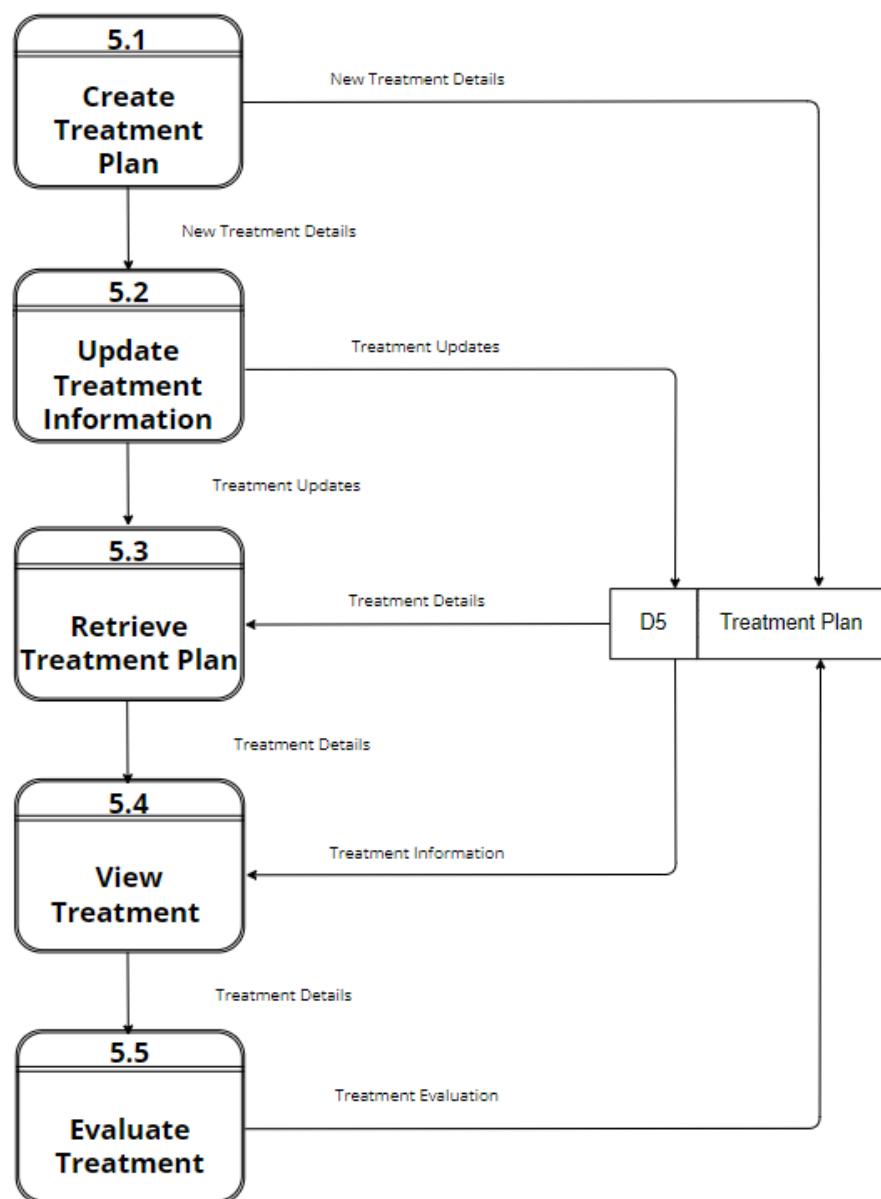 5.1
Create
Treatment
Plan
New Treatment Details
New Treatment Details
5.2
Update
Treatment
Information
Treatment Updates
Treatment Updates
5.3
Retrieve
Treatment Plan
Treatment Details
D5
Treatment Plan
Treatment Details
5.4
View
Treatment
Treatment Information
Treatment Details
5.5
Evaluate
Treatment
Treatment Evaluation